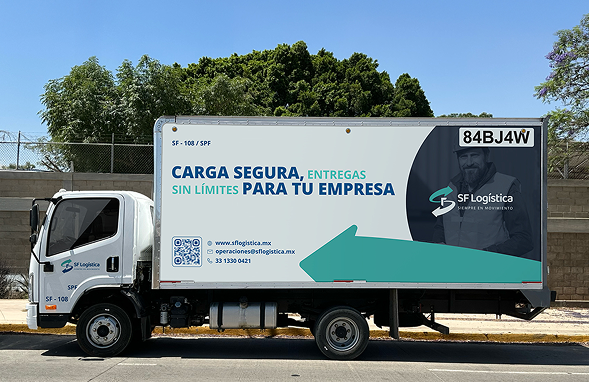 84BJ4W
SF - 108 / SPF
CARGA SEGURA, ENTREGAS
SIN LÍMITES PARA TU EMPRESA
SF Logística
SIEMPRE EN MOVIMIENTO
www.sflogistica.mx
operaciones@sflogistica.mx
33 1330 0421
SF Logística
SPF
SF - 108